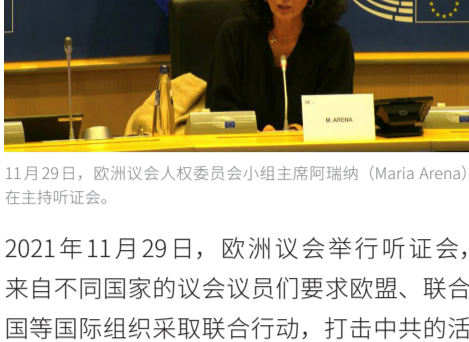 M. ARENA
11月29日，欧洲议会人权委员会小组主席阿瑞纳（Maria Arena）
在主持听证会。
2021年11月29日，欧洲议会举行听证会，
来自不同国家的议会议员们要求欧盟、联合
国等国际组织采取联合行动，打击中共的活